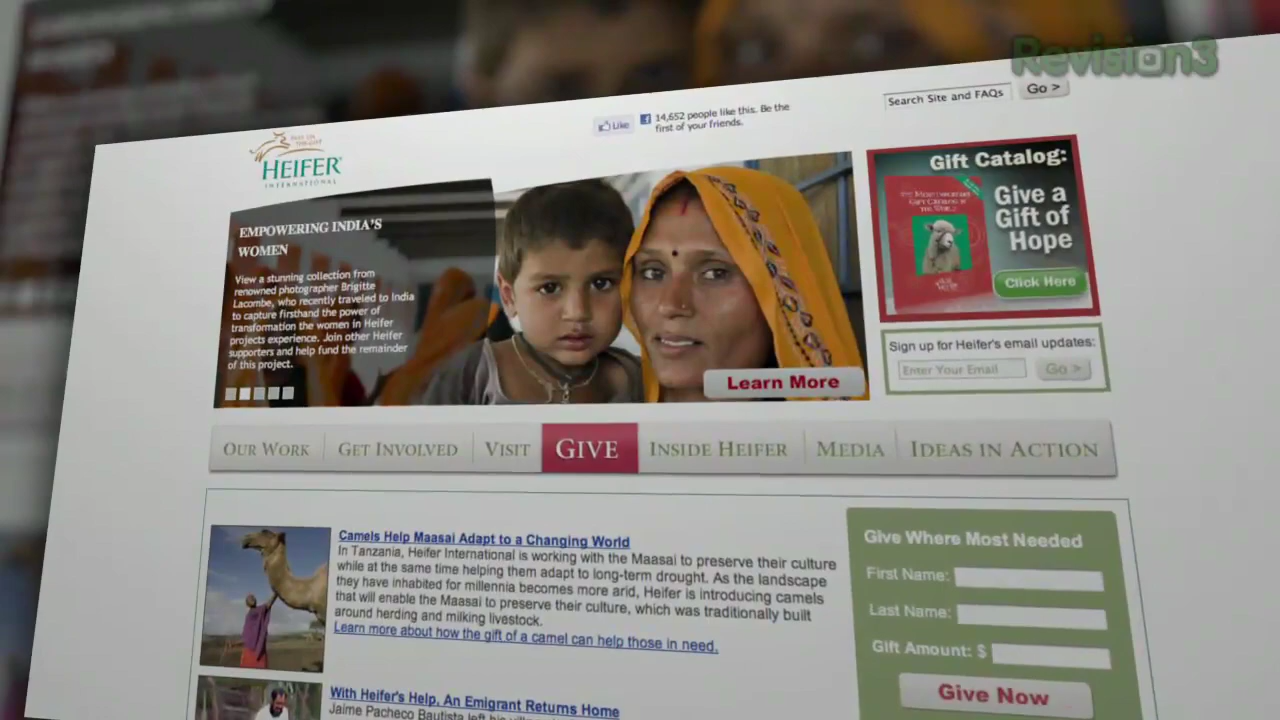 Revision3
Search Site and FAQs
Go >
Like
14,652 people like this. Be the
first of your friends.
HEIFER
INTERNATIONAL
EMPOWERING INDIA'S
WOMEN
View a stunning collection from
renowned photographer Brigitte
Lacombe, who recently traveled to India
to capture firsthand the power of
transformation the women in Heifer
projects experience. Join other Heifer
supporters and help fund the remainder
of this project.
Learn More
Gift Catalog:
Give a
Gift of
Hope
Click Here
Sign up for Heifer's email updates:
Enter Your Email
Go >
OUR WORK
GET INVOLVED
VISIT
GIVE
INSIDE HEIFER
MEDIA
IDEAS IN ACTION
Camels Help Maasai Adapt to a Changing World
In Tanzania, Heifer International is working with the Maasai to preserve their culture
while at the same time helping them adapt to long-term drought. As the landscape
they have inhabited for millennia becomes more arid, Heifer is introducing camels
that will enable the Maasai to preserve their culture, which was traditionally built
around herding and milking livestock.
Learn more about how the gift of a camel can help those in need.
With Heifer's Help, An Emigrant Returns Home
Jaime Pacheco Bautista left his
Give Where Most Needed
First Name:
Last Name:
Gift Amount: $
Give Now